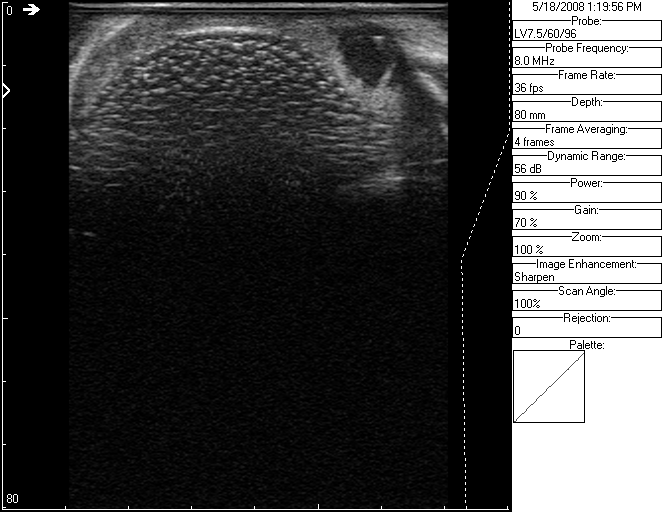 0
80
5/18/2008 1:19:56 PM
Probe:
LV7.5/60/96
Probe Frequency:
8.0 MHz
Frame Rate:
36 fps
Depth:
80 mm
Frame Averaging:
4 frames
Dynamic Range:
56 dB
Power:
90 %
Gain:
70 %
Zoom:
100 %
Image Enhancement:
Sharpen
Scan Angle:
100%
Rejection:
0
Palette: